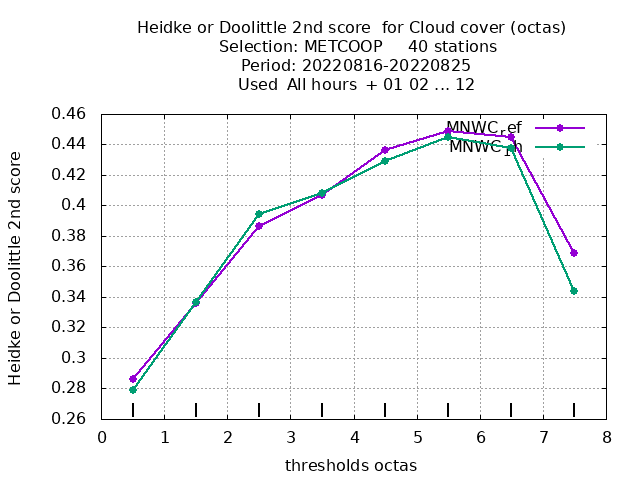 Heidke or Doolittle 2nd score for Cloud cover (octas)
Selection: METCOOP 40 stations
Period: 20220816-20220825
Used All hours + 01 02 ... 12
0.46
0.44
0.42
0.4
0.38
0.36
0.34
0.32
0.3
0.28
0.26
Heidke or Doolittle 2nd score
MNWC_ref
0 1 2 3 4 5 6 7 8
thresholds octas